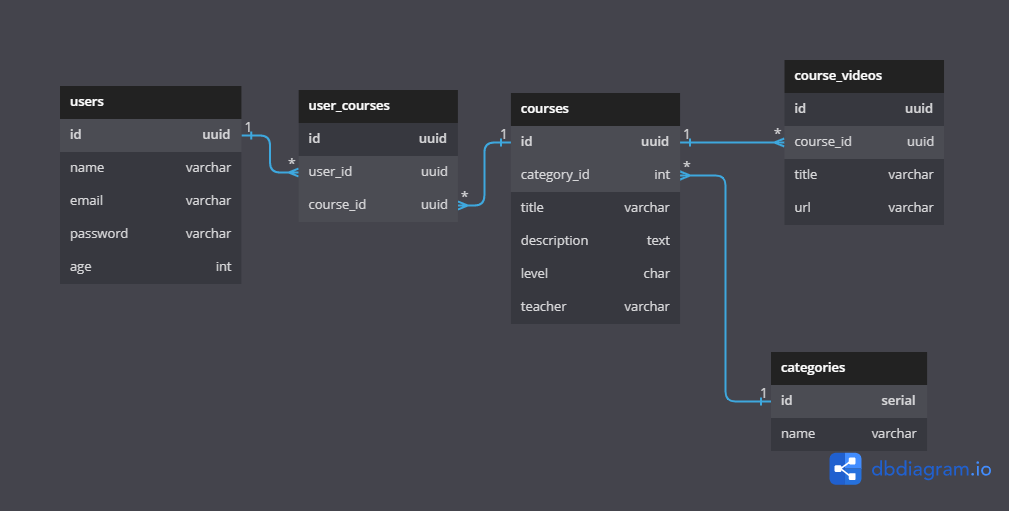 users
id uuid
name varchar
email varchar
password varchar
age int
1
*
user_courses
id uuid
user_id uuid
course_id uuid
*
1
courses
id uuid
category_id int
title varchar
description text
level char
teacher varchar
1
*
*
1
course_videos
id uuid
course_id uuid
title varchar
url varchar
categories
id serial
name varchar
dbdiagram.io